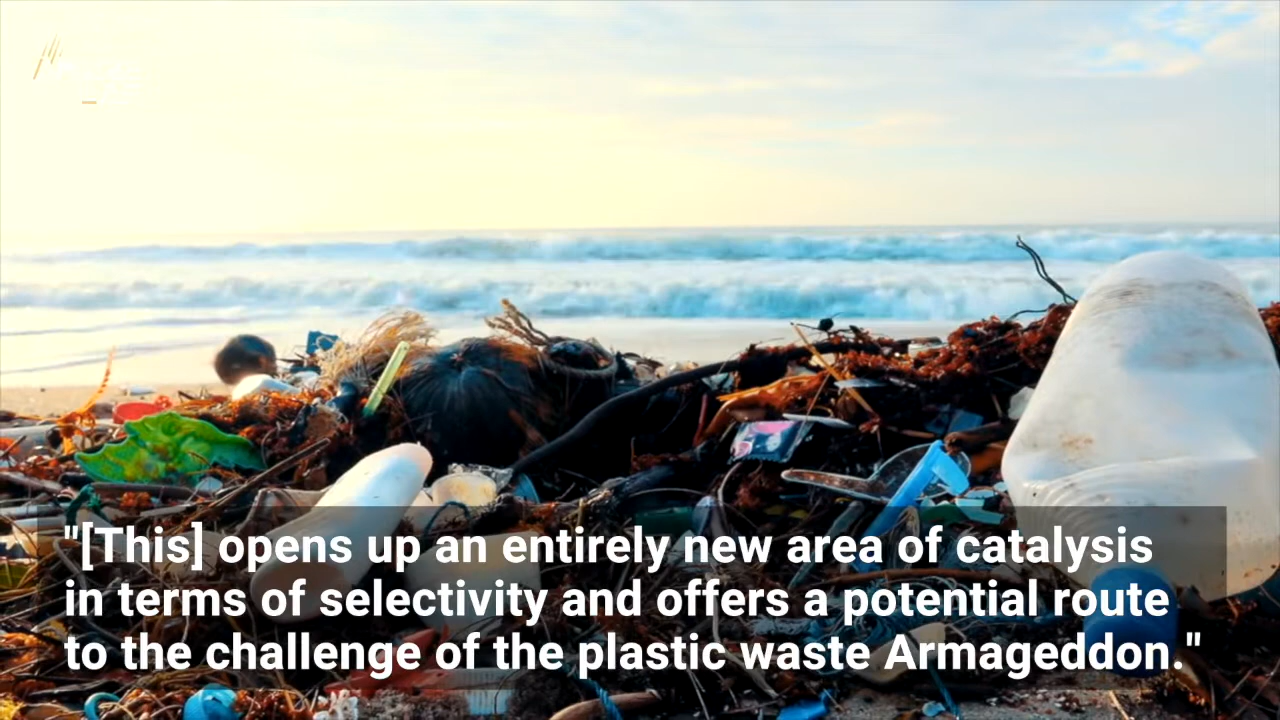 "[This] opens up an entirely new area of catalysis
in terms of selectivity and offers a potential route
to the challenge of the plastic waste Armageddon."